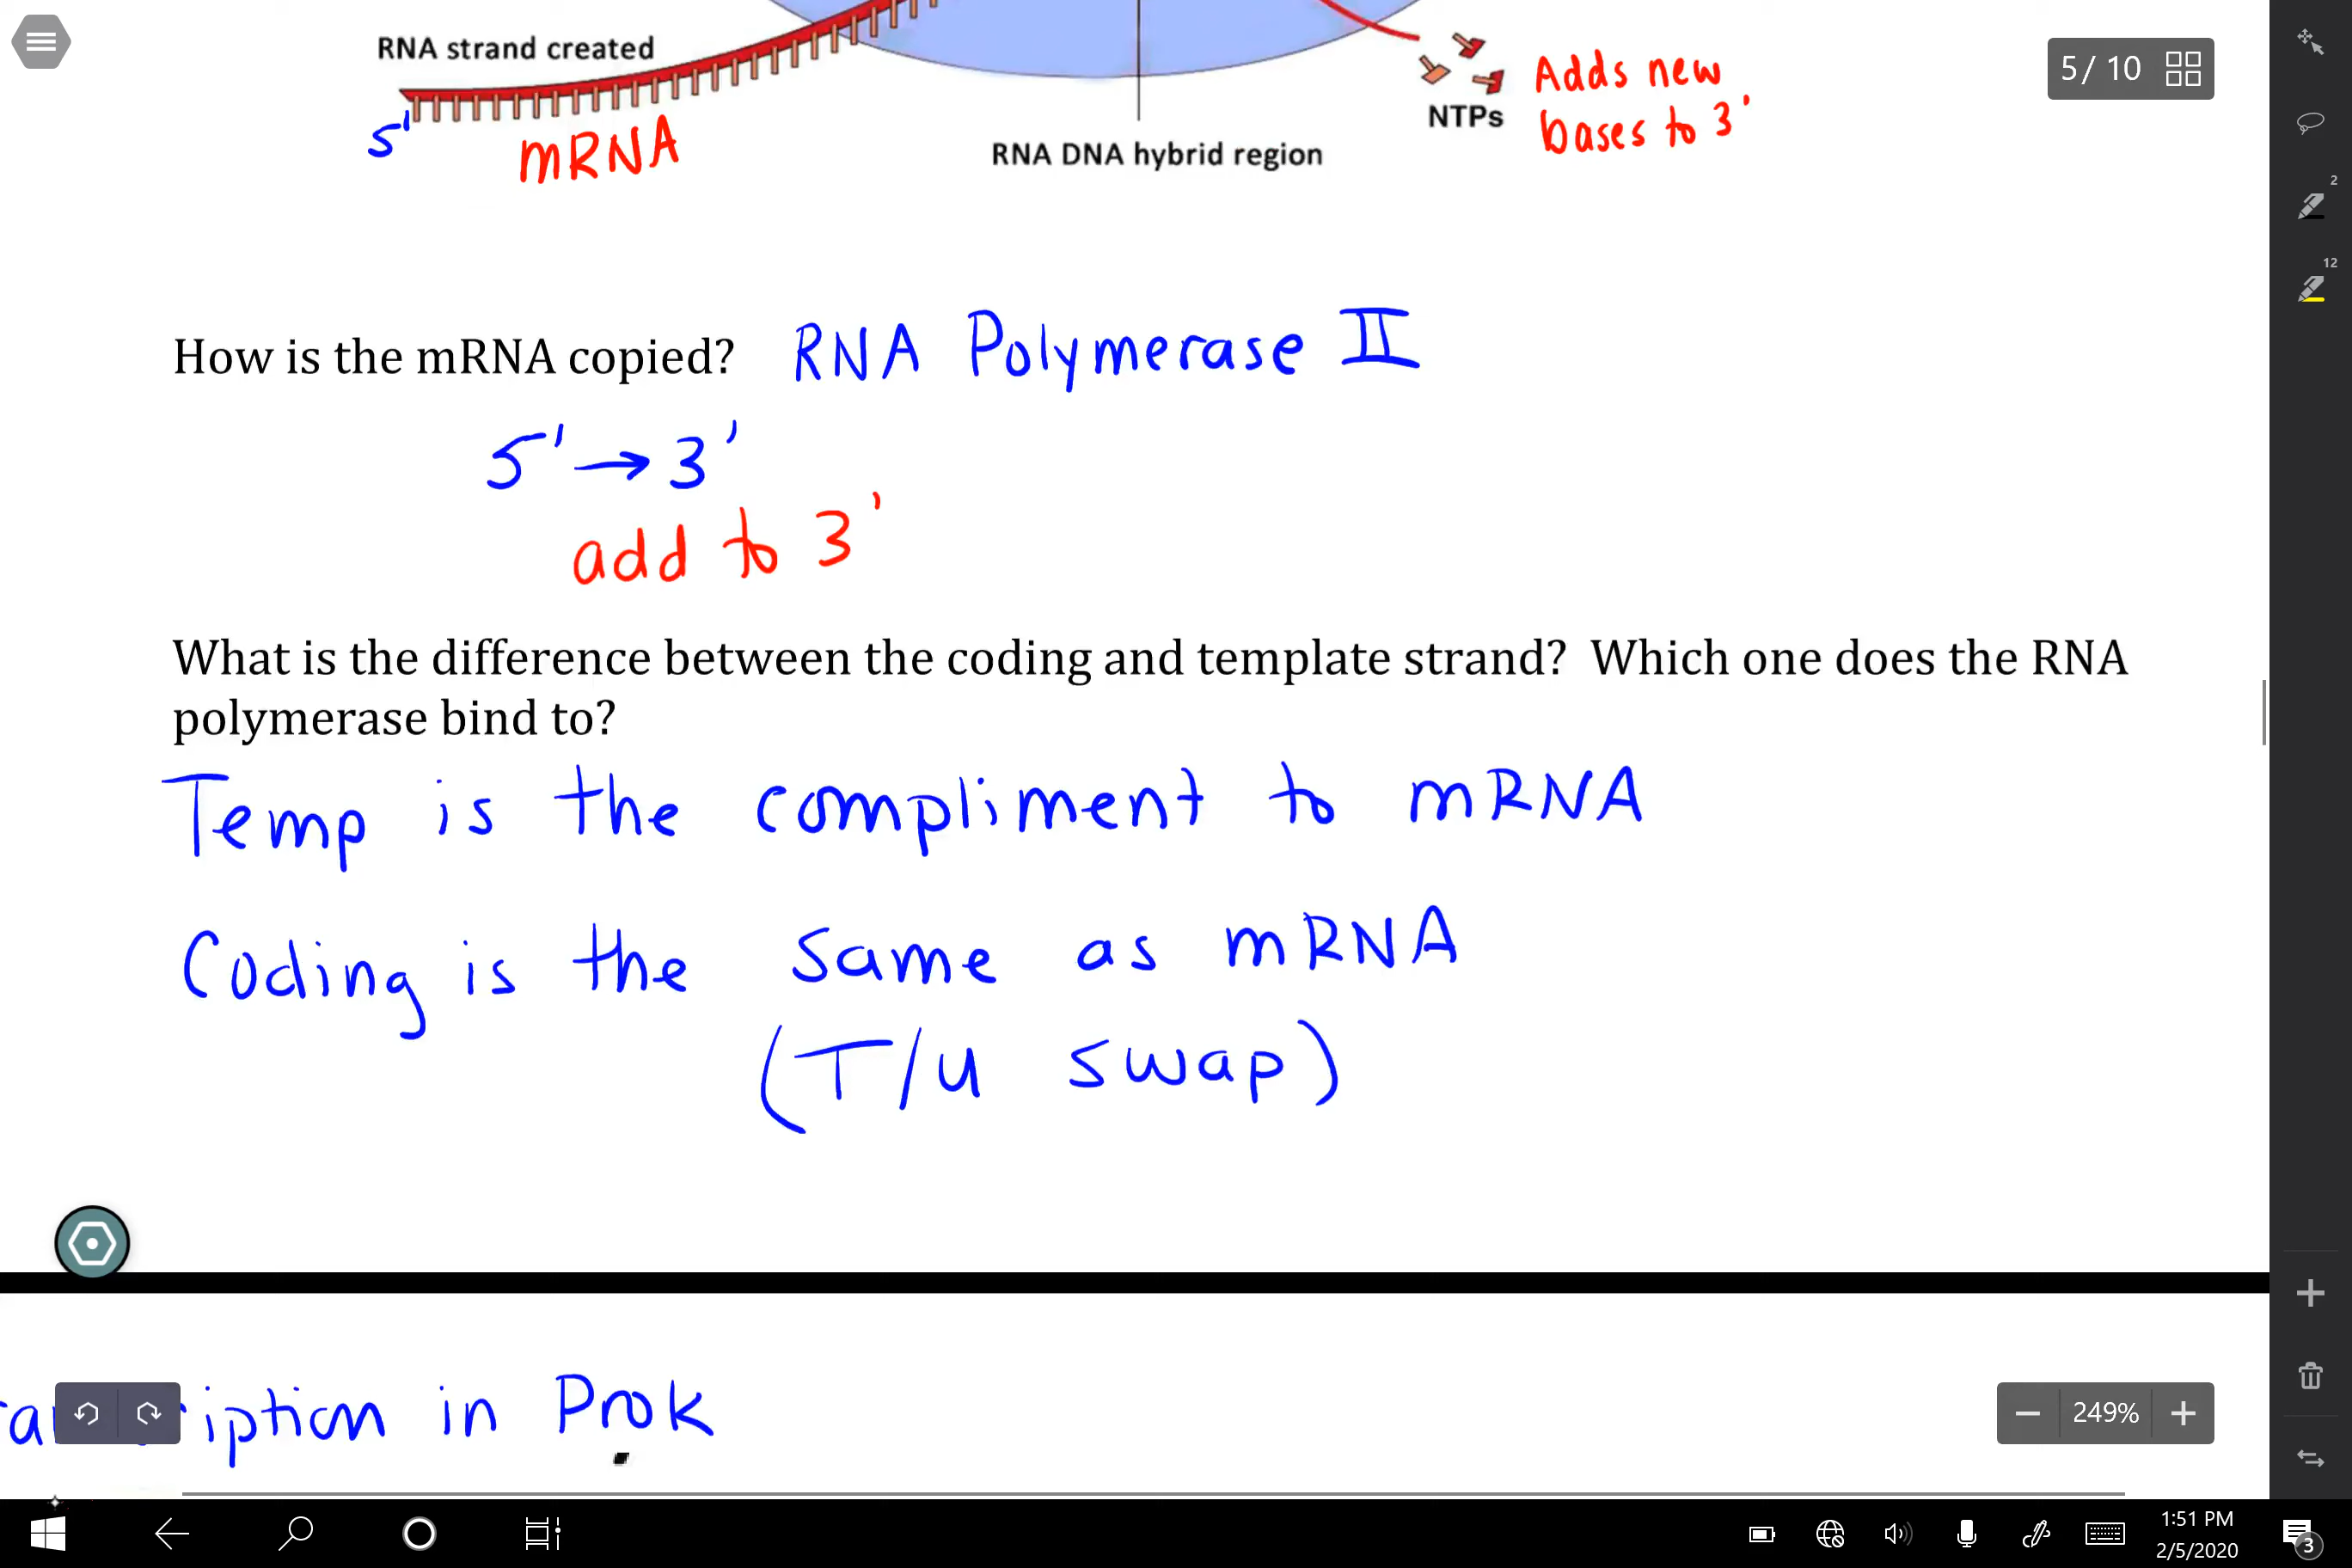 RNA strand created
5'
mRNA
RNA DNA hybrid region
NTPs
Adds new
bases to 3'
5 / 10
2
12
How is the mRNA copied? RNA Polymerase II
5' → 3'
add to 3'
What is the difference between the coding and template strand? Which one does the RNA
polymerase bind to?
Temp is the compliment to mRNA
Coding is the same as mRNA
(T/U swap)
iption in Prok
249%
1:51 PM
2/5/2020
3